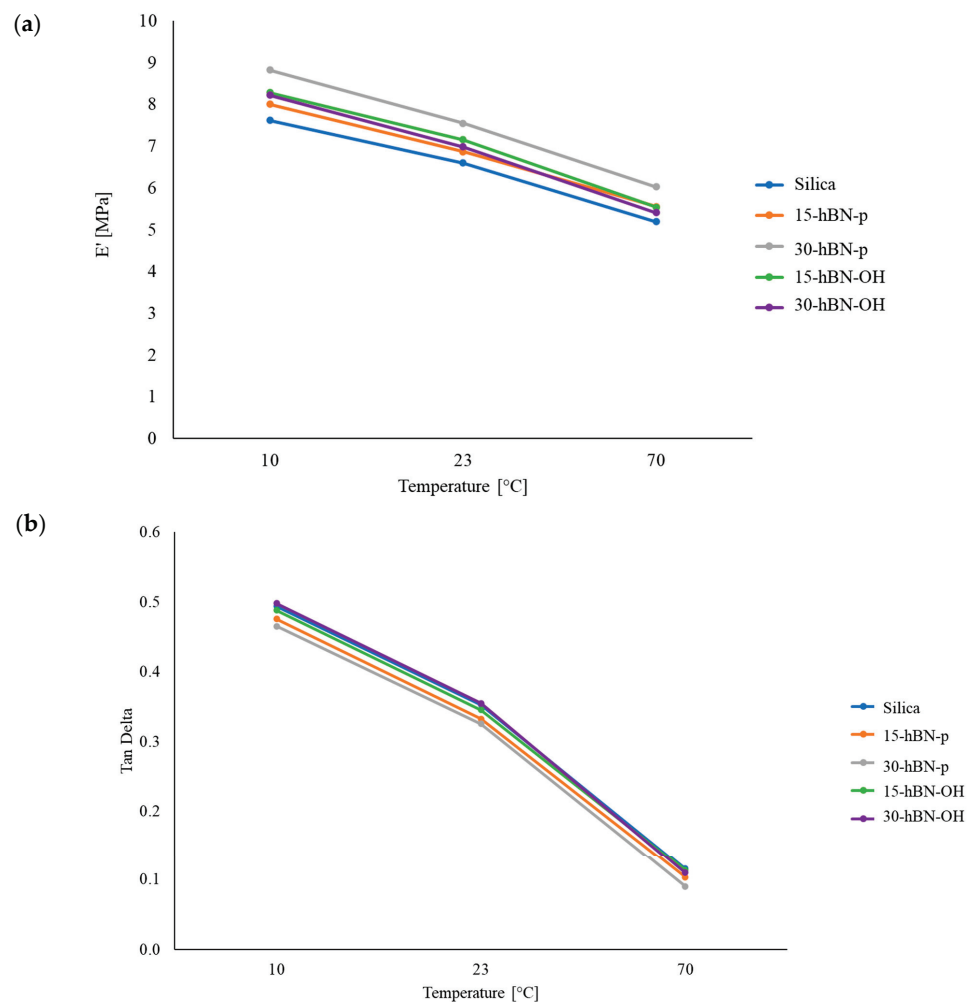 (a)
10
9
8
7
6
5
4
3
2
1
0
E' [MPa]
10 23 70
Temperature [°C]
Silica
15-hBN-p
30-hBN-p
15-hBN-OH
30-hBN-OH
(b)
0.6
0.5
0.4
0.3
0.2
0.1
0.0
Tan Delta
10 23 70
Temperature [°C]
Silica
15-hBN-p
30-hBN-p
15-hBN-OH
30-hBN-OH